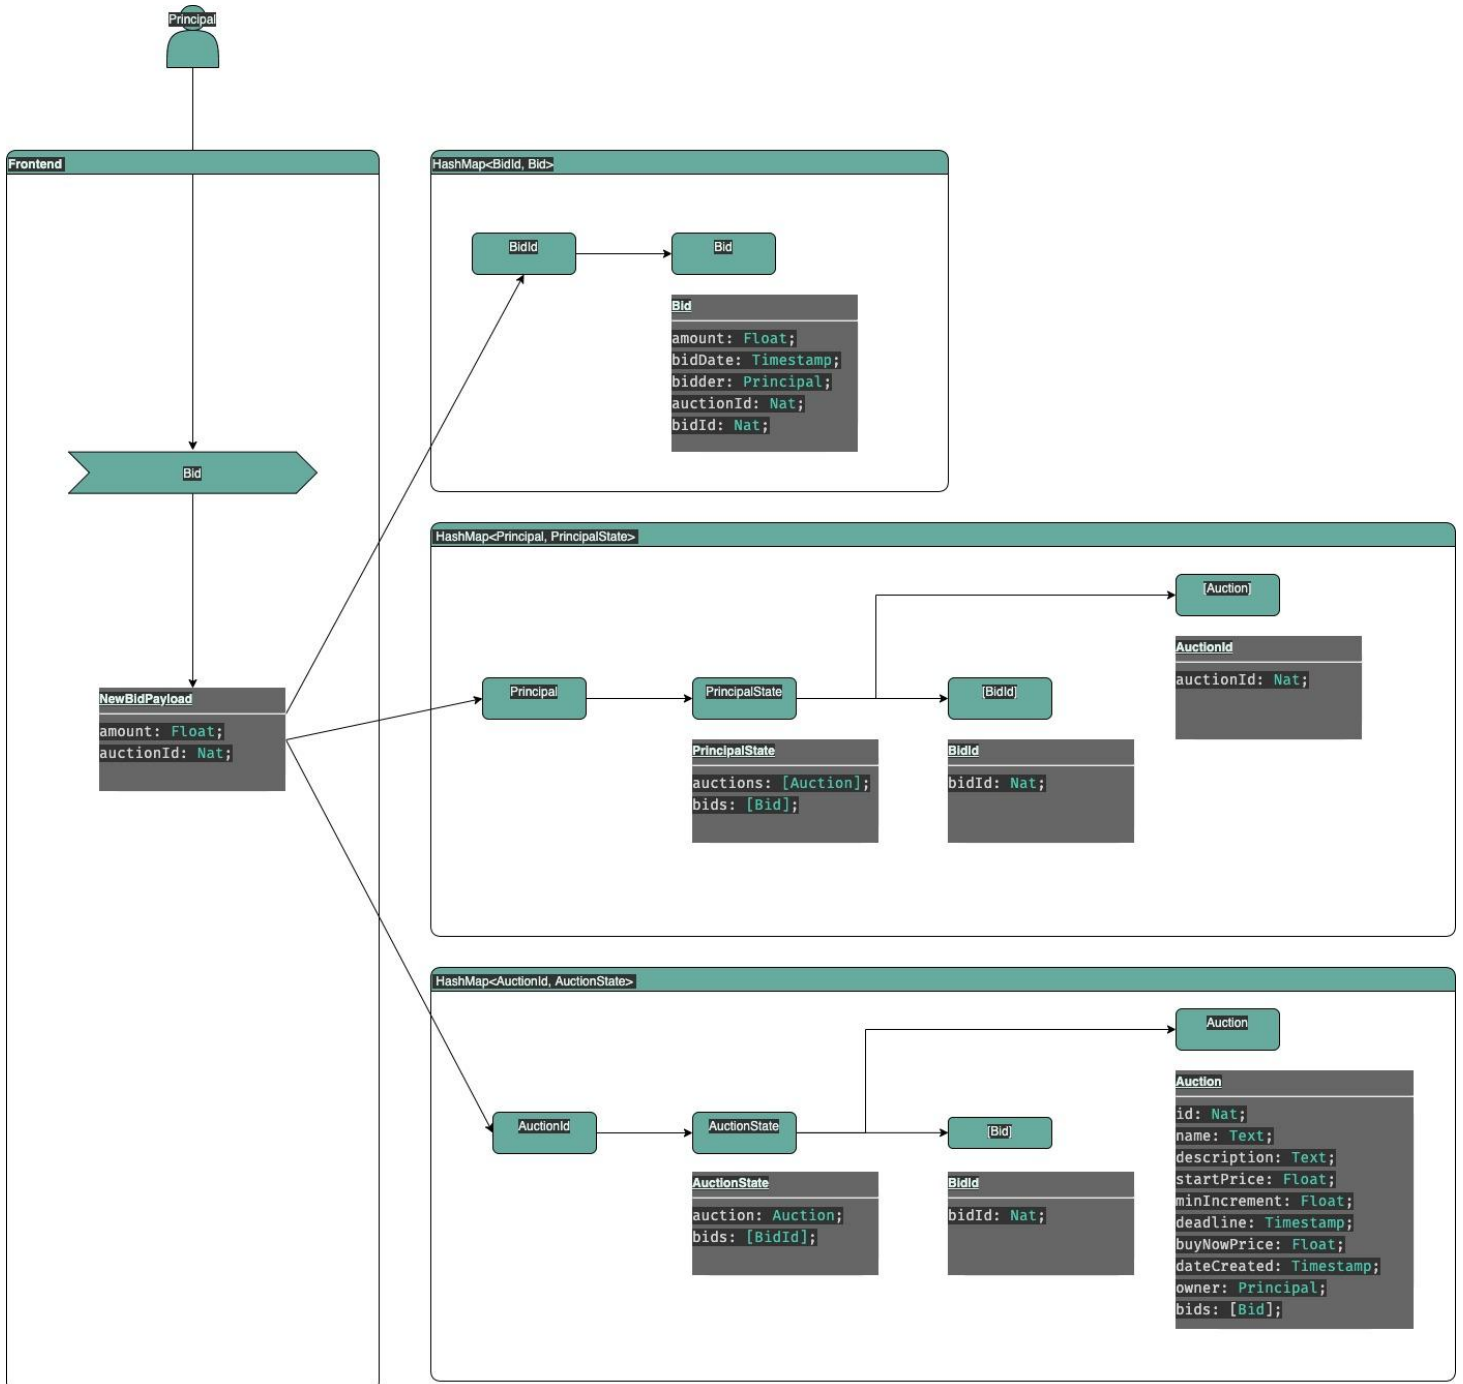 Principal
Frontend
Bid
NewBidPayload
amount: Float;
auctionId: Nat;
HashMap<BidId, Bid>
BidId
Bid
Bid
amount: Float;
bidDate: Timestamp;
bidder: Principal;
auctionId: Nat;
bidId: Nat;
HashMap<Principal, PrincipalState>
Principal
PrincipalState
[BidId]
[Auction]
PrincipalState
auctions: [Auction];
bids: [Bid];
BidId
bidId: Nat;
AuctionId
auctionId: Nat;
HashMap<AuctionId, AuctionState>
AuctionId
AuctionState
[Bid]
Auction
AuctionState
auction: Auction;
bids: [BidId];
BidId
bidId: Nat;
Auction
id: Nat;
name: Text;
description: Text;
startPrice: Float;
minIncrement: Float;
deadline: Timestamp;
buyNowPrice: Float;
dateCreated: Timestamp;
owner: Principal;
bids: [Bid];